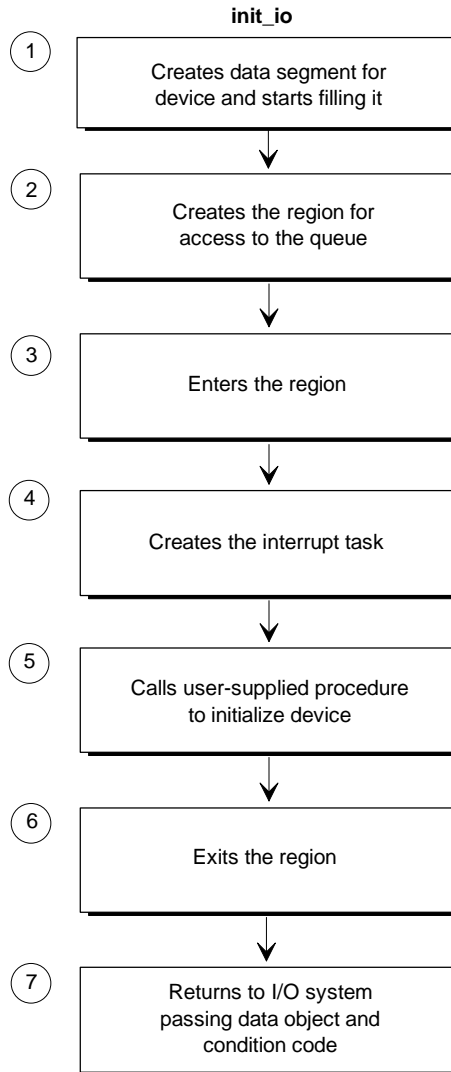 init_io
1
Creates data segment for
device and starts filling it
2
Creates the region for
access to the queue
3
Enters the region
4
Creates the interrupt task
5
Calls user-supplied procedure
to initialize device
6
Exits the region
7
Returns to I/O system
passing data object and
condition code